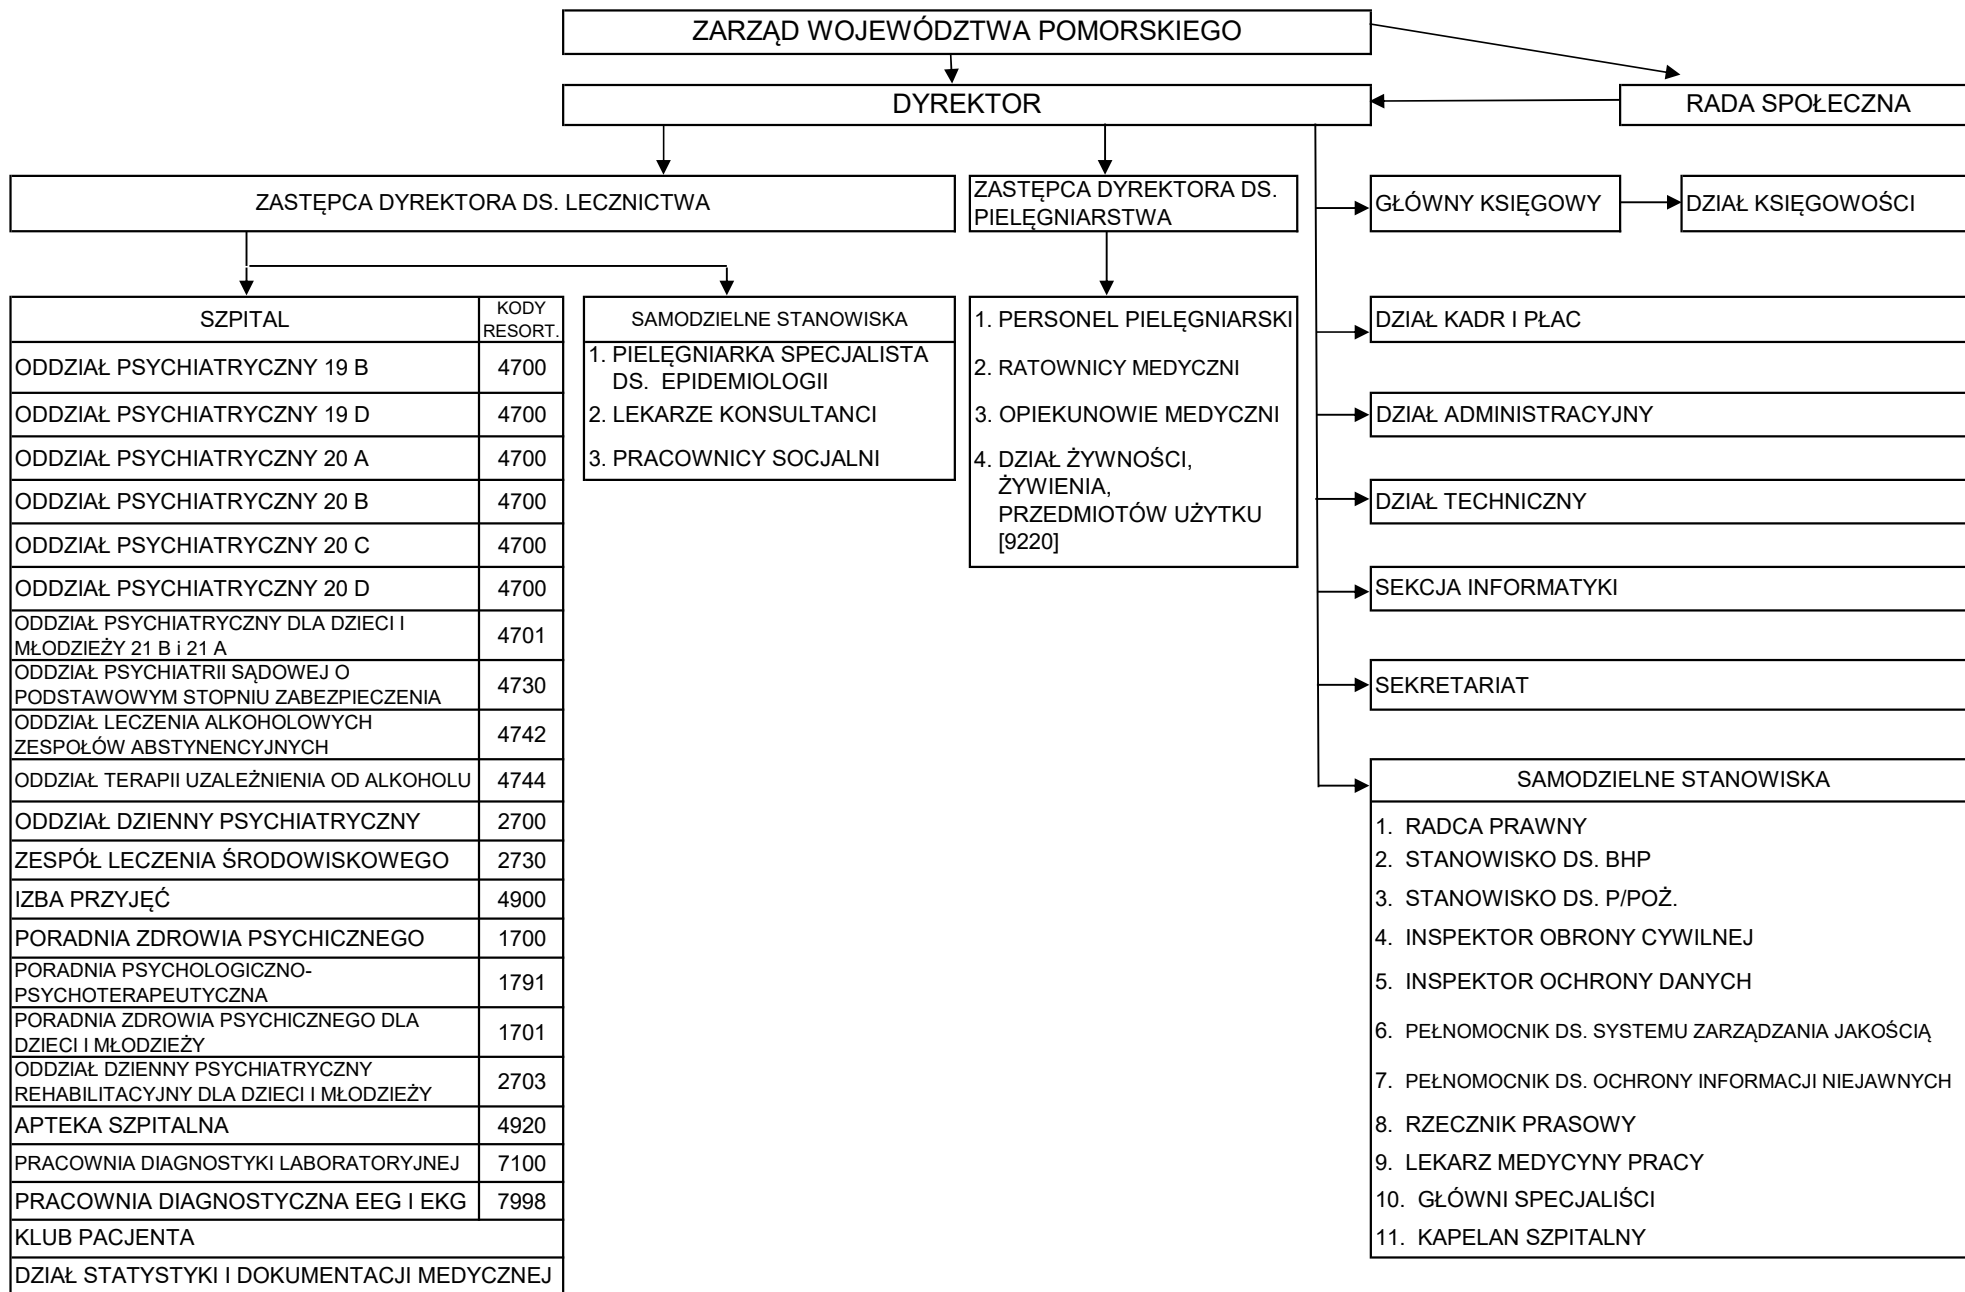 ZARZĄD WOJEWÓDZTWA POMORSKIEGO
DYREKTOR
RADA SPOŁECZNA
ZASTĘPCA DYREKTORA DS. LECZNICTWA
ZASTĘPCA DYREKTORA DS.
PIELĘGNIARSTWA
GŁÓWNY KSIĘGOWY
DZIAŁ KSIĘGOWOŚCI
SZPITAL
KODY
RESORT.
ODDZIAŁ PSYCHIATRYCZNY 19 B 4700
ODDZIAŁ PSYCHIATRYCZNY 19 D 4700
ODDZIAŁ PSYCHIATRYCZNY 20 A 4700
ODDZIAŁ PSYCHIATRYCZNY 20 B 4700
ODDZIAŁ PSYCHIATRYCZNY 20 C 4700
ODDZIAŁ PSYCHIATRYCZNY 20 D 4700
ODDZIAŁ PSYCHIATRYCZNY DLA DZIECI I
MŁODZIEŻY 21 B i 21 A 4701
ODDZIAŁ PSYCHIATRII SĄDOWEJ O
PODSTAWOWYM STOPNIU ZABEZPIECZENIA 4730
ODDZIAŁ LECZENIA ALKOHOLOWYCH
ZESPOŁÓW ABSTYNENCYJNYCH 4742
ODDZIAŁ TERAPII UZALEŻNIENIA OD ALKOHOLU 4744
ODDZIAŁ DZIENNY PSYCHIATRYCZNY 2700
ZESPÓŁ LECZENIA ŚRODOWISKOWEGO 2730
IZBA PRZYJĘĆ 4900
PORADNIA ZDROWIA PSYCHICZNEGO 1700
PORADNIA PSYCHOLOGICZNO-
PSYCHOTERAPEUTYCZNA 1791
PORADNIA ZDROWIA PSYCHICZNEGO DLA
DZIECI I MŁODZIEŻY 1701
ODDZIAŁ DZIENNY PSYCHIATRYCZNY
REHABILITACYJNY DLA DZIECI I MŁODZIEŻY 2703
APTEKA SZPITALNA 4920
PRACOWNIA DIAGNOSTYKI LABORATORYJNEJ 7100
PRACOWNIA DIAGNOSTYCZNA EEG I EKG 7998
KLUB PACJENTA
DZIAŁ STATYSTYKI I DOKUMENTACJI MEDYCZNEJ
SAMODZIELNE STANOWISKA
1. PIELĘGNIARKA SPECJALISTA
DS. EPIDEMIOLOGII
2. LEKARZE KONSULTANCI
3. PRACOWNICY SOCJALNI
1. PERSONEL PIELĘGNIARSKI
2. RATOWNICY MEDYCZNI
3. OPIEKUNOWIE MEDYCZNI
4. DZIAŁ ŻYWNOŚCI,
ŻYWIENIA,
PRZEDMIOTÓW UŻYTKU
[9220]
DZIAŁ KADR I PŁAC
DZIAŁ ADMINISTRACYJNY
DZIAŁ TECHNICZNY
SEKCJA INFORMATYKI
SEKRETARIAT
SAMODZIELNE STANOWISKA
1. RADCA PRAWNY
2. STANOWISKO DS. BHP
3. STANOWISKO DS. P/POŻ.
4. INSPEKTOR OBRONY CYWILNEJ
5. INSPEKTOR OCHRONY DANYCH
6. PEŁNOMOCNIK DS. SYSTEMU ZARZĄDZANIA JAKOŚCIĄ
7. PEŁNOMOCNIK DS. OCHRONY INFORMACJI NIEJAWNYCH
8. RZECZNIK PRASOWY
9. LEKARZ MEDYCYNY PRACY
10. GŁÓWNI SPECJALIŚCI
11. KAPELAN SZPITALNY